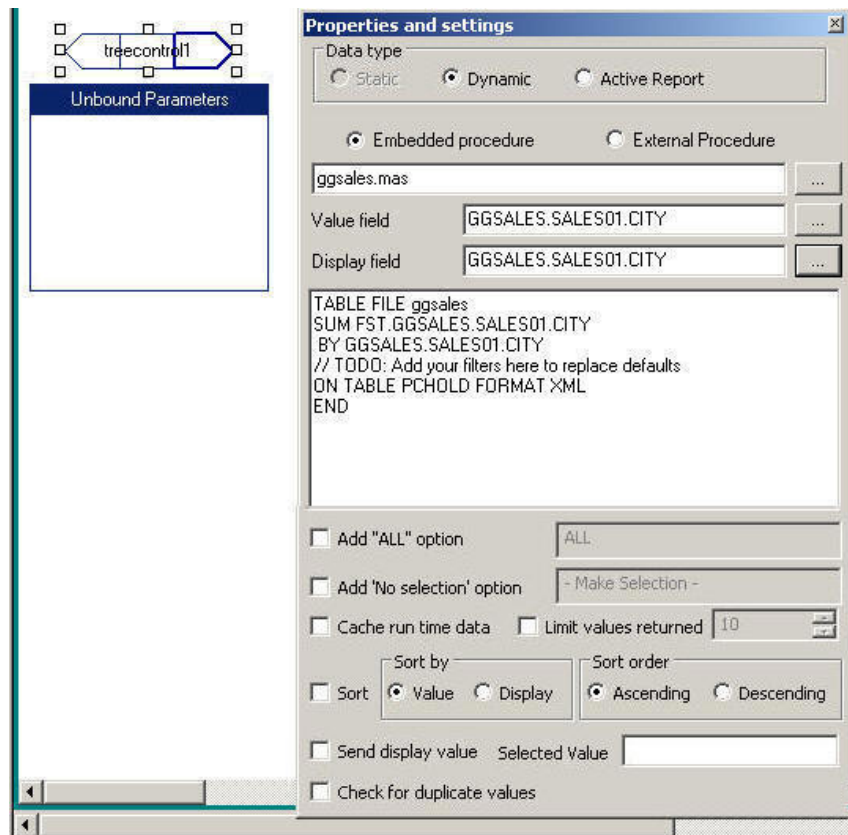 treecontrol1
Unbound Parameters
Properties and settings
Data type
Static Dynamic Active Report
Embedded procedure External Procedure
ggsales.mas ...
Value field GGSALES.SALES01.CITY ...
Display field GGSALES.SALES01.CITY ...
TABLE FILE ggsales
SUM FST.GGSALES.SALES01.CITY
BY GGSALES.SALES01.CITY
// TODO: Add your filters here to replace defaults
ON TABLE PCHOLD FORMAT XML
END
Add "ALL" option ALL
Add 'No selection' option - Make Selection -
Cache run time data Limit values returned 10
Sort by Sort order
Sort Value Display Ascending Descending
Send display value Selected Value
Check for duplicate values